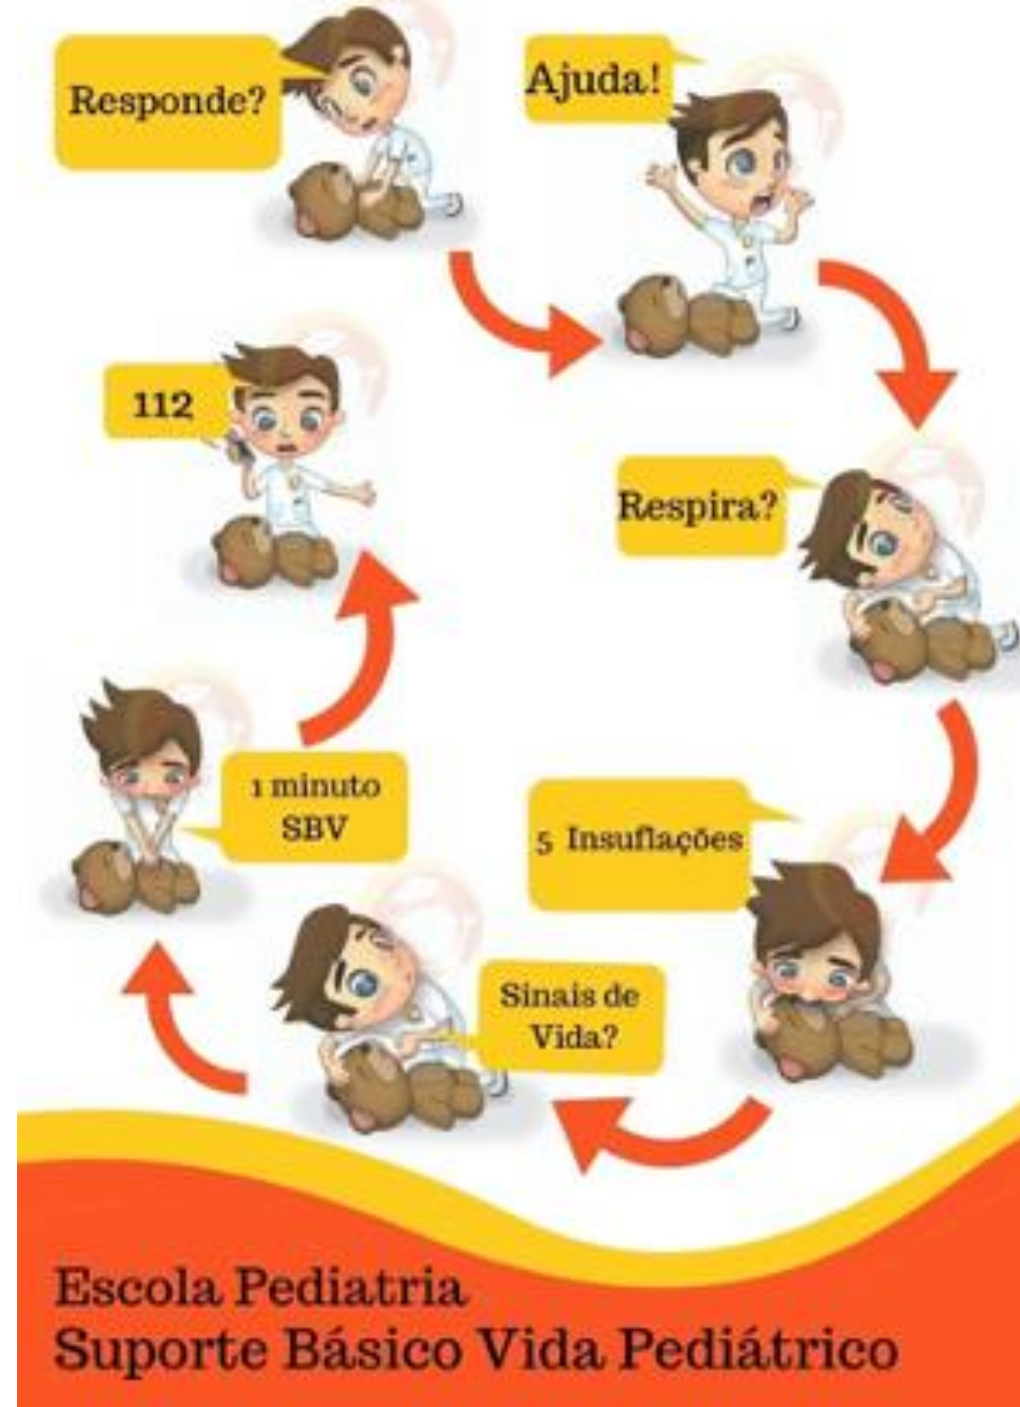 Responde?
Ajuda!
Respira?
5 Insuflações
Sinais de
Vida?
1 minuto
SBV
112
Escola Pediatria
Suporte Básico Vida Pediátrico